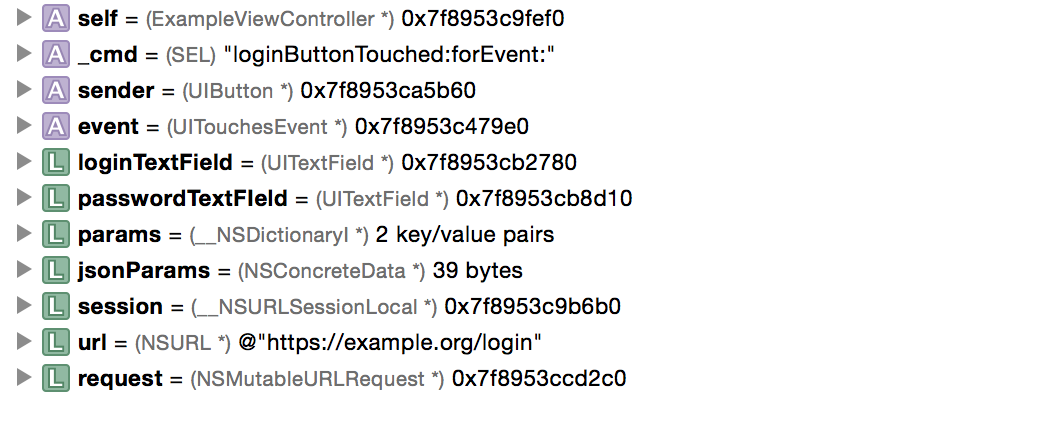 A self = (ExampleViewController *) 0x7f8953c9fef0
A _cmd = (SEL) "loginButtonTouched:forEvent:"
A sender = (UIButton *) 0x7f8953ca5b60
A event = (UITouchesEvent *) 0x7f8953c479e0
L loginTextField = (UITextField *) 0x7f8953cb2780
L passwordTextFIeld = (UITextField *) 0x7f8953cb8d10
L params = (__NSDictionaryI *) 2 key/value pairs
L jsonParams = (NSConcreteData *) 39 bytes
L session = (__NSURLSessionLocal *) 0x7f8953c9b6b0
L url = (NSURL *) @"https://example.org/login"
L request = (NSMutableURLRequest *) 0x7f8953ccd2c0